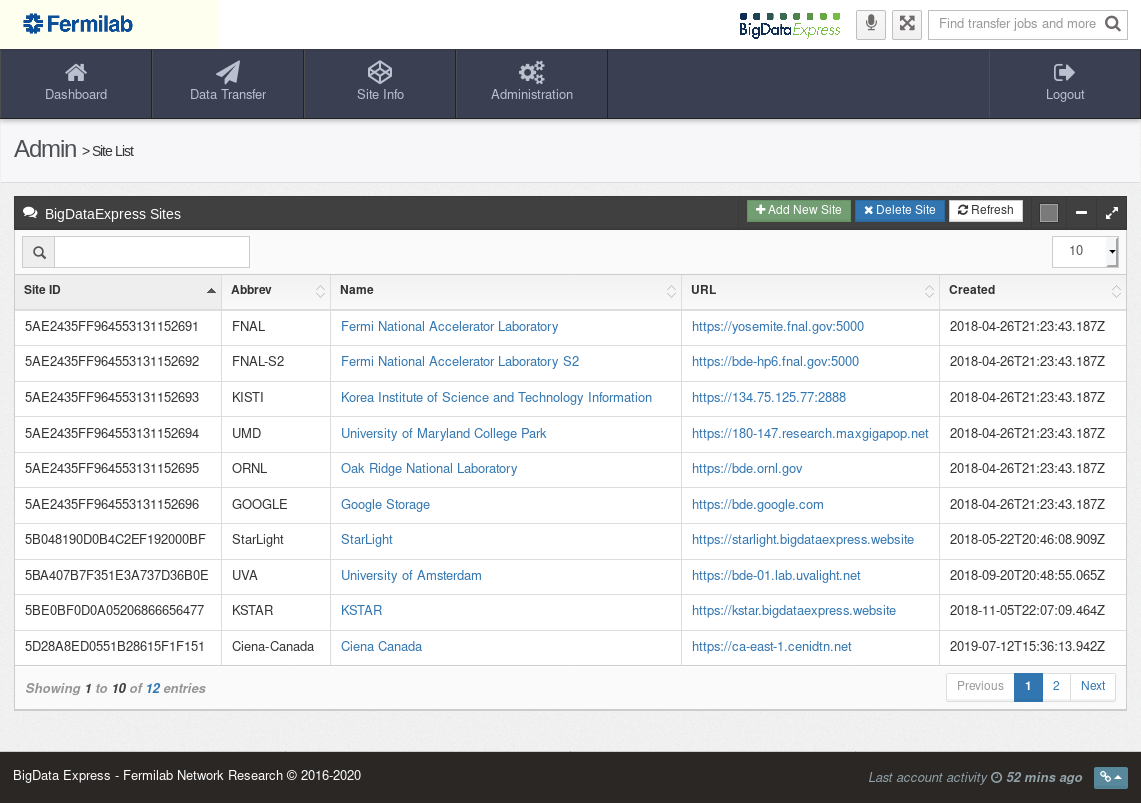 Fermilab
BigDataExpress
Find transfer jobs and more
Dashboard
Data Transfer
Site Info
Administration
Logout
Admin > Site List
BigDataExpress Sites
Add New Site
Delete Site
Refresh
10
Site ID Abbrev Name URL Created
5AE2435FF964553131152691 FNAL Fermi National Accelerator Laboratory https://yosemite.fnal.gov:5000 2018-04-26T21:23:43.187Z
5AE2435FF964553131152692 FNAL-S2 Fermi National Accelerator Laboratory S2 https://bde-hp6.fnal.gov:5000 2018-04-26T21:23:43.187Z
5AE2435FF964553131152693 KISTI Korea Institute of Science and Technology Information https://134.75.125.77:2888 2018-04-26T21:23:43.187Z
5AE2435FF964553131152694 UMD University of Maryland College Park https://180-147.research.maxgigapop.net 2018-04-26T21:23:43.187Z
5AE2435FF964553131152695 ORNL Oak Ridge National Laboratory https://bde.ornl.gov 2018-04-26T21:23:43.187Z
5AE2435FF964553131152696 GOOGLE Google Storage https://bde.google.com 2018-04-26T21:23:43.187Z
5B048190D0B4C2EF192000BF StarLight StarLight https://starlight.bigdataexpress.website 2018-05-22T20:46:08.909Z
5BA407B7F351E3A737D36B0E UVA University of Amsterdam https://bde-01.lab.uvalight.net 2018-09-20T20:48:55.065Z
5BE0BF0D0A05206866656477 KSTAR KSTAR https://kstar.bigdataexpress.website 2018-11-05T22:07:09.464Z
5D28A8ED0551B28615F1F151 Ciena-Canada Ciena Canada https://ca-east-1.cenidtn.net 2019-07-12T15:36:13.942Z
Showing 1 to 10 of 12 entries
Previous 1 2 Next
BigData Express - Fermilab Network Research © 2016-2020
Last account activity 52 mins ago